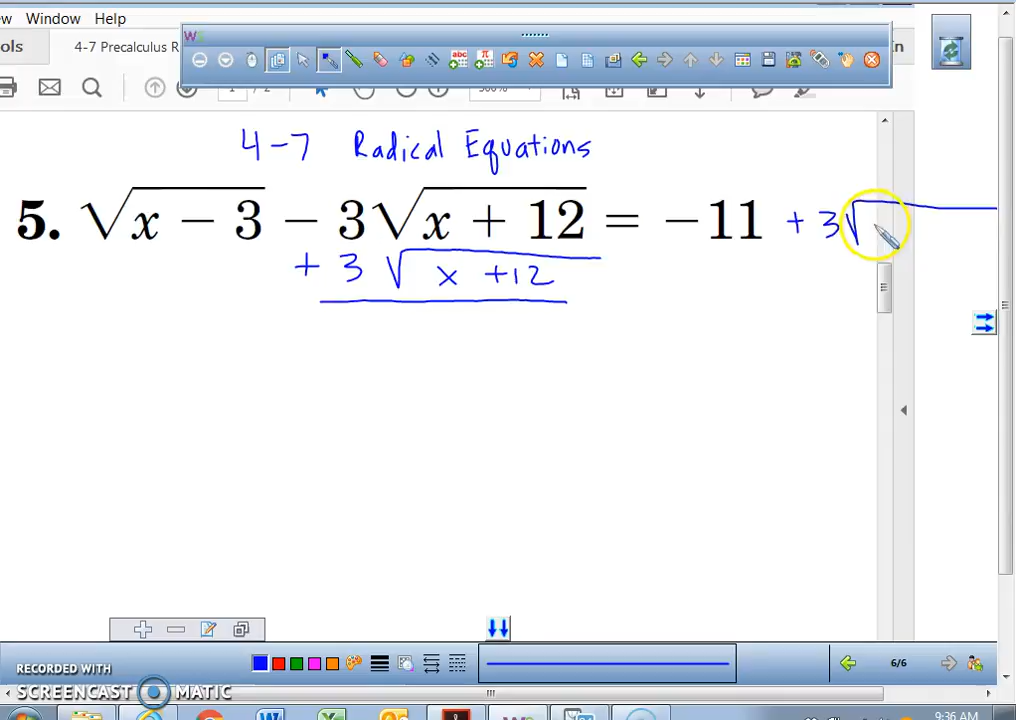 ew Window Help
ols 4-7 Precalculus R
4-7 Radical Equations
5. √x − 3 − 3√x + 12 = −11 + 3√
+ 3 √x +12
6/6
RECORDED WITH
SCREENCAST MATIC
9:36 AM